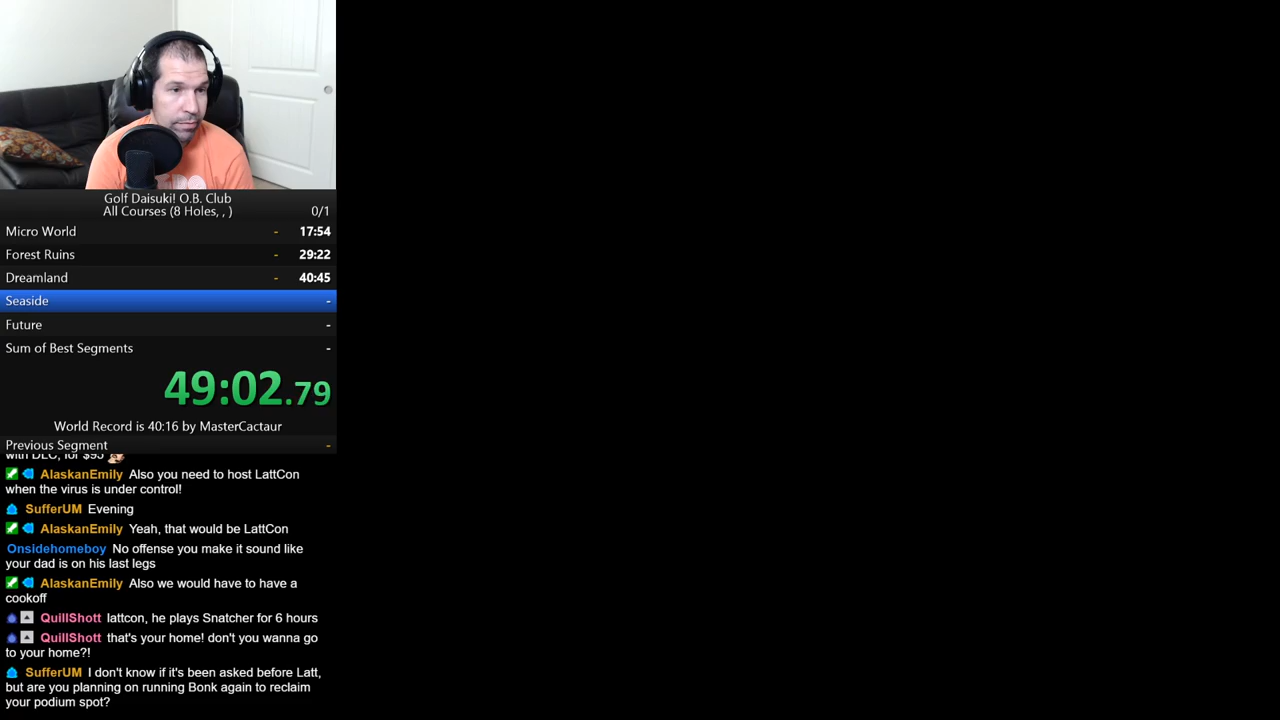 Golf Daisuki! O.B. Club
All Courses (8 Holes, , ) 0/1
Micro World - 17:54
Forest Ruins - 29:22
Dreamland - 40:45
Seaside -
Future -
Sum of Best Segments -
49:02.79
World Record is 40:16 by MasterCactaur
Previous Segment -
with DLC, for $95
AlaskanEmily Also you need to host LattCon
when the virus is under control!
SufferUM Evening
AlaskanEmily Yeah, that would be LattCon
Onsidehomeboy No offense you make it sound like
your dad is on his last legs
AlaskanEmily Also we would have to have a
cookoff
QuillShott lattcon, he plays Snatcher for 6 hours
QuillShott that's your home! don't you wanna go
to your home?!
SufferUM I don't know if it's been asked before Latt,
but are you planning on running Bonk again to reclaim
your podium spot?